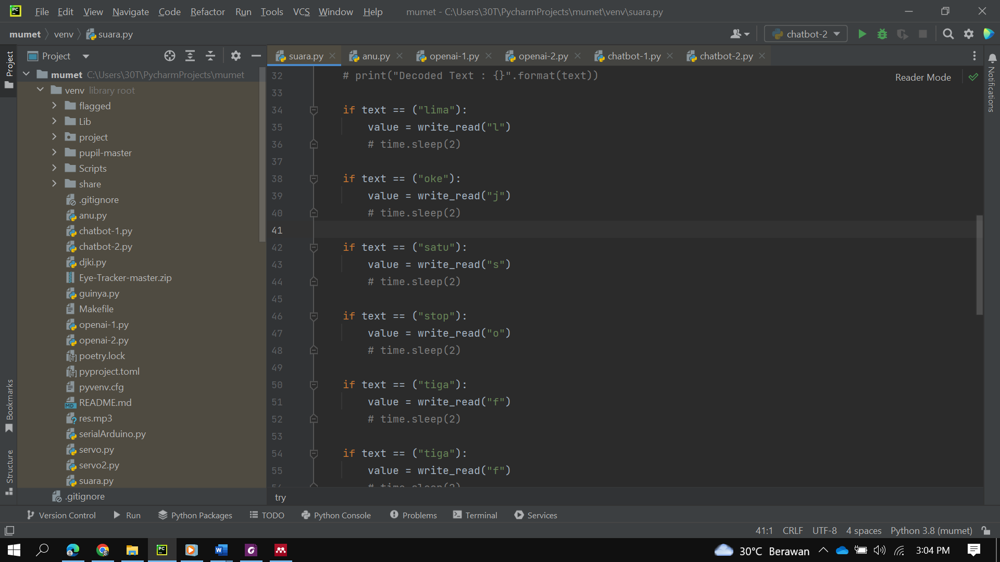 File Edit View Navigate Code Refactor Run Tools VCS Window Help mumet - C:\Users\30T\PycharmProjects\mumet\venv\suara.py
mumet venv suara.py chatbot-2
Project
Project
suara.py anu.py openai-1.py openai-2.py chatbot-1.py chatbot-2.py
Notifications
Reader Mode
mumet C:\Users\30T\PycharmProjects\mumet
venv library root
flagged
Lib
project
pupil-master
Scripts
share
.gitignore
anu.py
chatbot-1.py
chatbot-2.py
djki.py
Eye-Tracker-master.zip
guinya.py
Makefile
openai-1.py
openai-2.py
poetry.lock
pyproject.toml
pyvenv.cfg
README.md
res.mp3
serialArduino.py
servo.py
servo2.py
suara.py
.gitignore
Bookmarks
Structure
32 # print("Decoded Text : {}".format(text))
33
34 if text == ("lima"):
35 value = write_read("l")
36 # time.sleep(2)
37
38 if text == ("oke"):
39 value = write_read("j")
40 # time.sleep(2)
41
42 if text == ("satu"):
43 value = write_read("s")
44 # time.sleep(2)
45
46 if text == ("stop"):
47 value = write_read("o")
48 # time.sleep(2)
49
50 if text == ("tiga"):
51 value = write_read("f")
52 # time.sleep(2)
53
54 if text == ("tiga"):
55 value = write_read("f")
56 # time.sleep(2)
try
Version Control Run Python Packages TODO Python Console Problems Terminal Services
41:1 CRLF UTF-8 4 spaces Python 3.8 (mumet)
30°C Berawan 3:04 PM